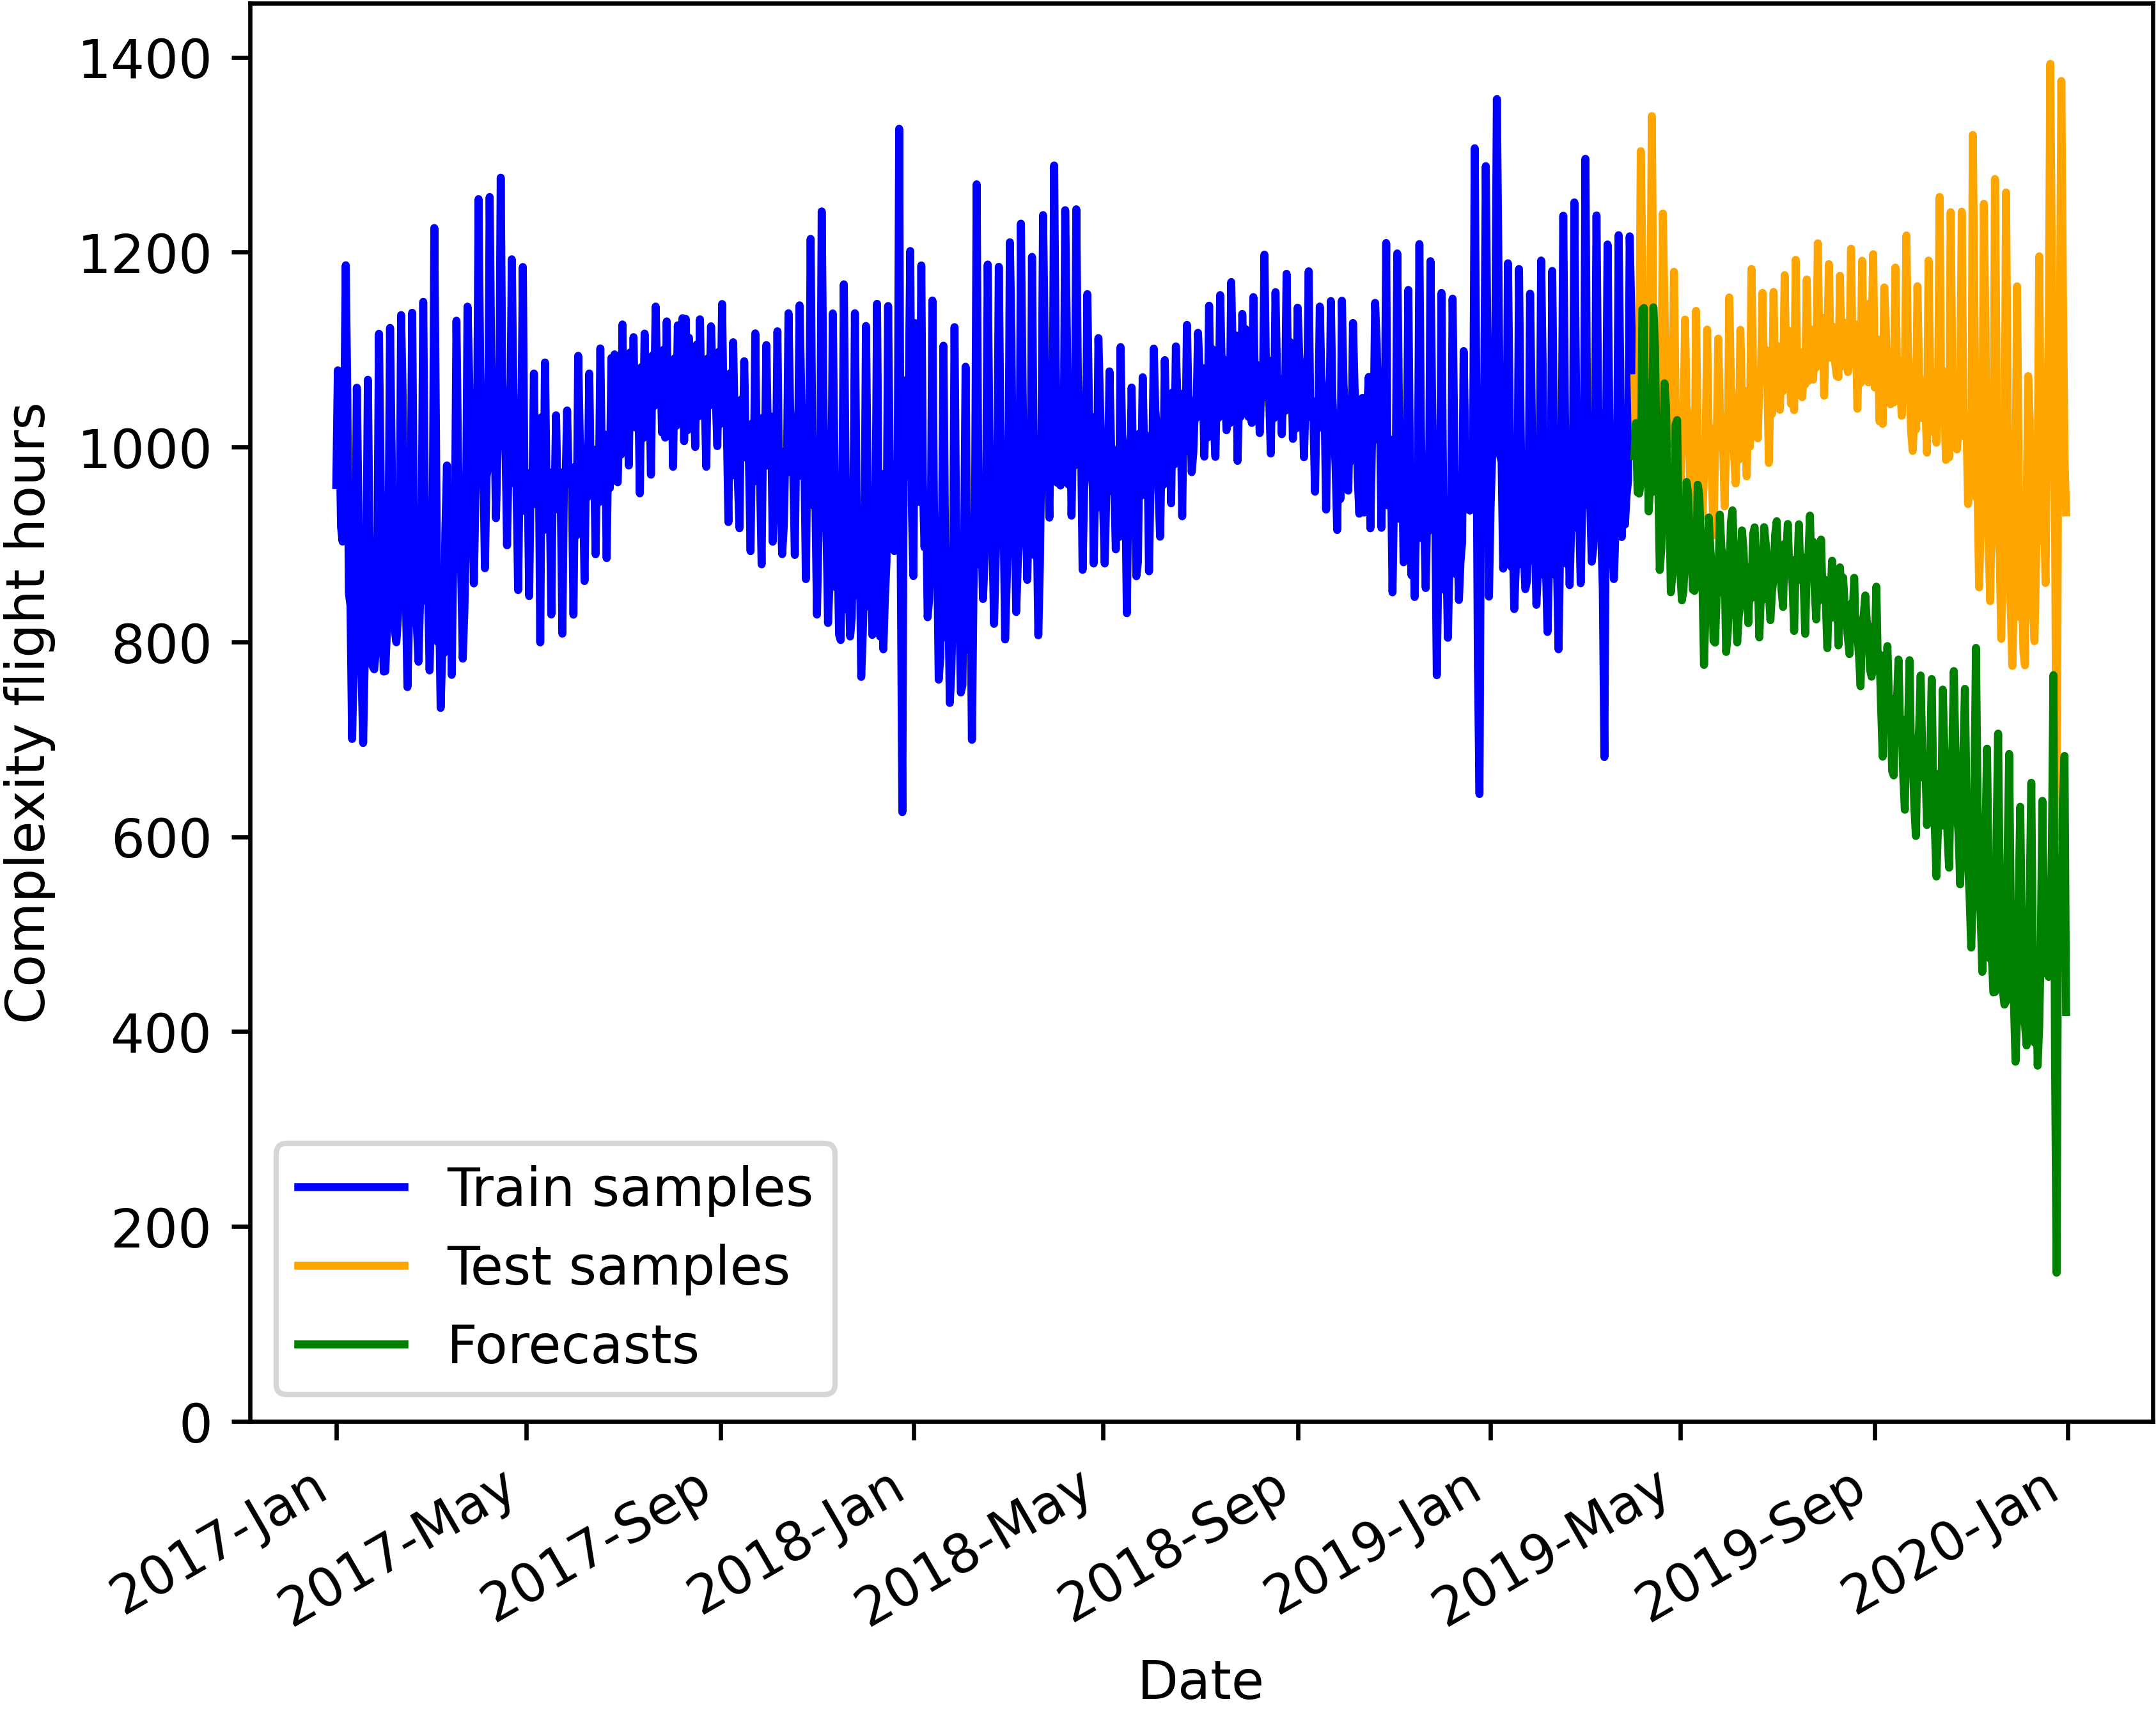 Complexity flight hours
1400
1200
1000
800
600
400
200
0
Train samples
Test samples
Forecasts
2017-Jan
2017-May
2017-Sep
2018-Jan
2018-May
2018-Sep
2019-Jan
2019-May
2019-Sep
2020-Jan
Date